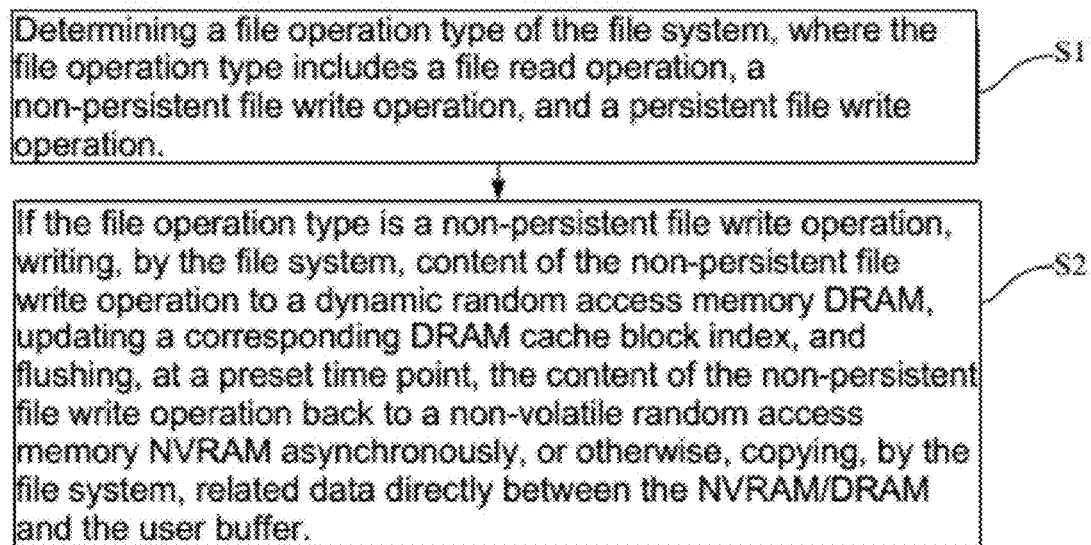 Determining a file operation type of the file system, where the
file operation type includes a file read operation, a
non-persistent file write operation, and a persistent file write
operation.
S1
If the file operation type is a non-persistent file write operation,
writing, by the file system, content of the non-persistent file
write operation to a dynamic random access memory DRAM,
updating a corresponding DRAM cache block index, and
flushing, at a preset time point, the content of the non-persistent
file write operation back to a non-volatile random access
memory NVRAM asynchronously, or otherwise, copying, by the
file system, related data directly between the NVRAM/DRAM
and the user buffer.
S2